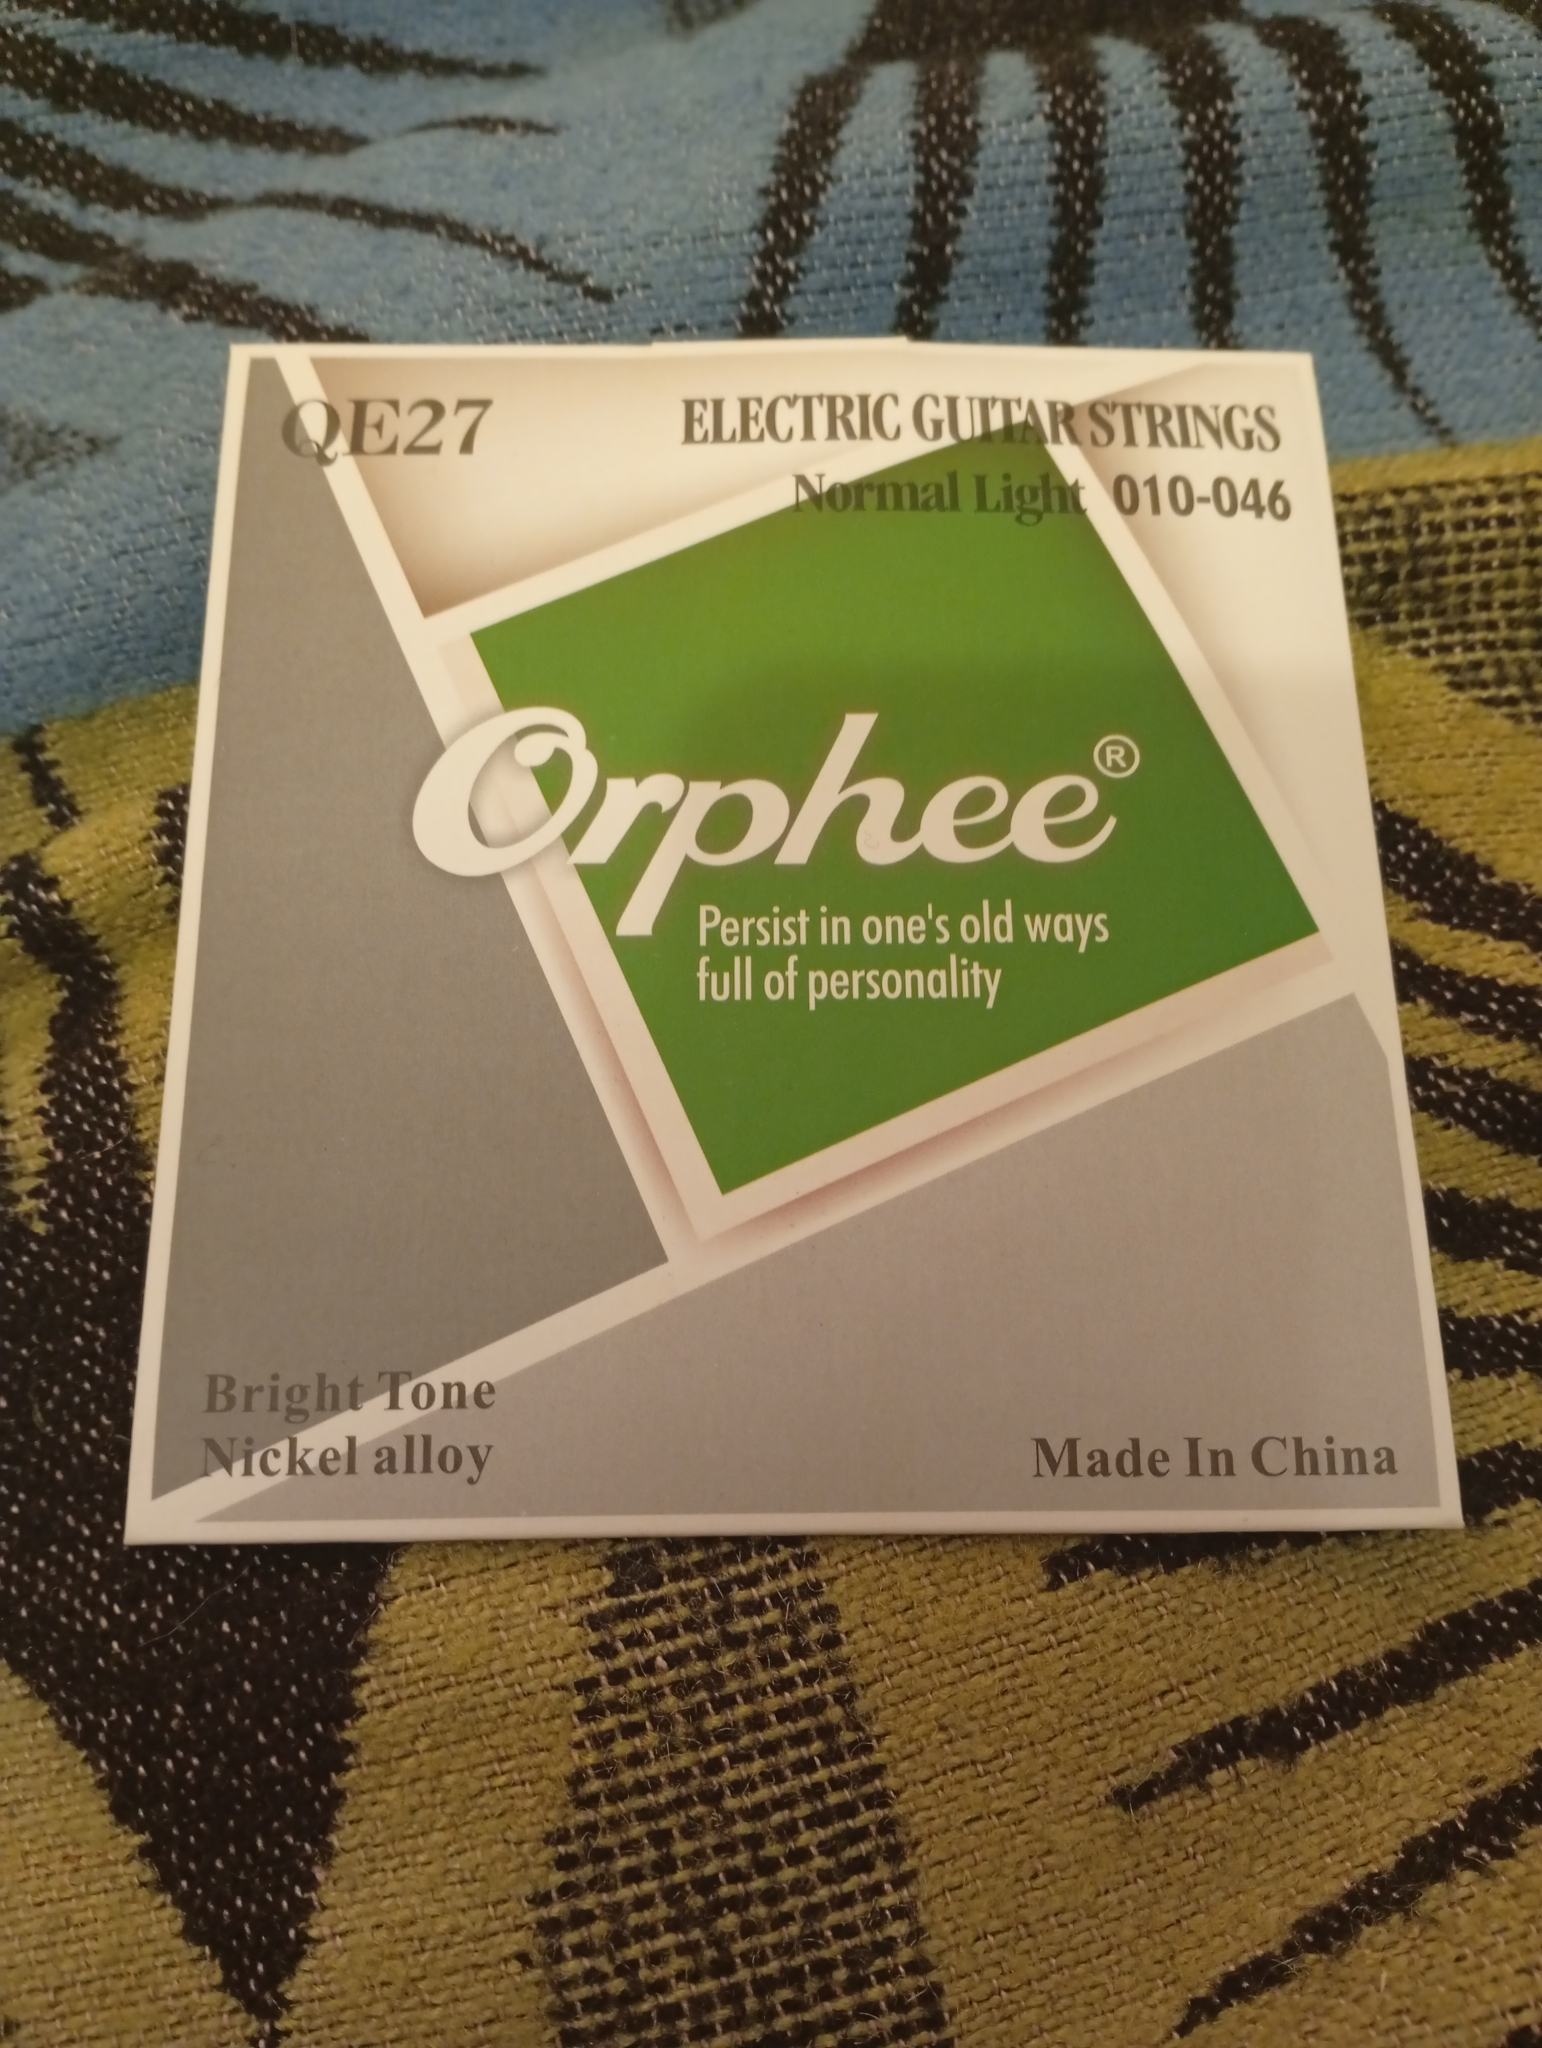 QE27
ELECTRIC GUITAR STRINGS
Normal Light 010-046
Orphee®
Persist in one's old ways
full of personality
Bright Tone
Nickel alloy
Made In China